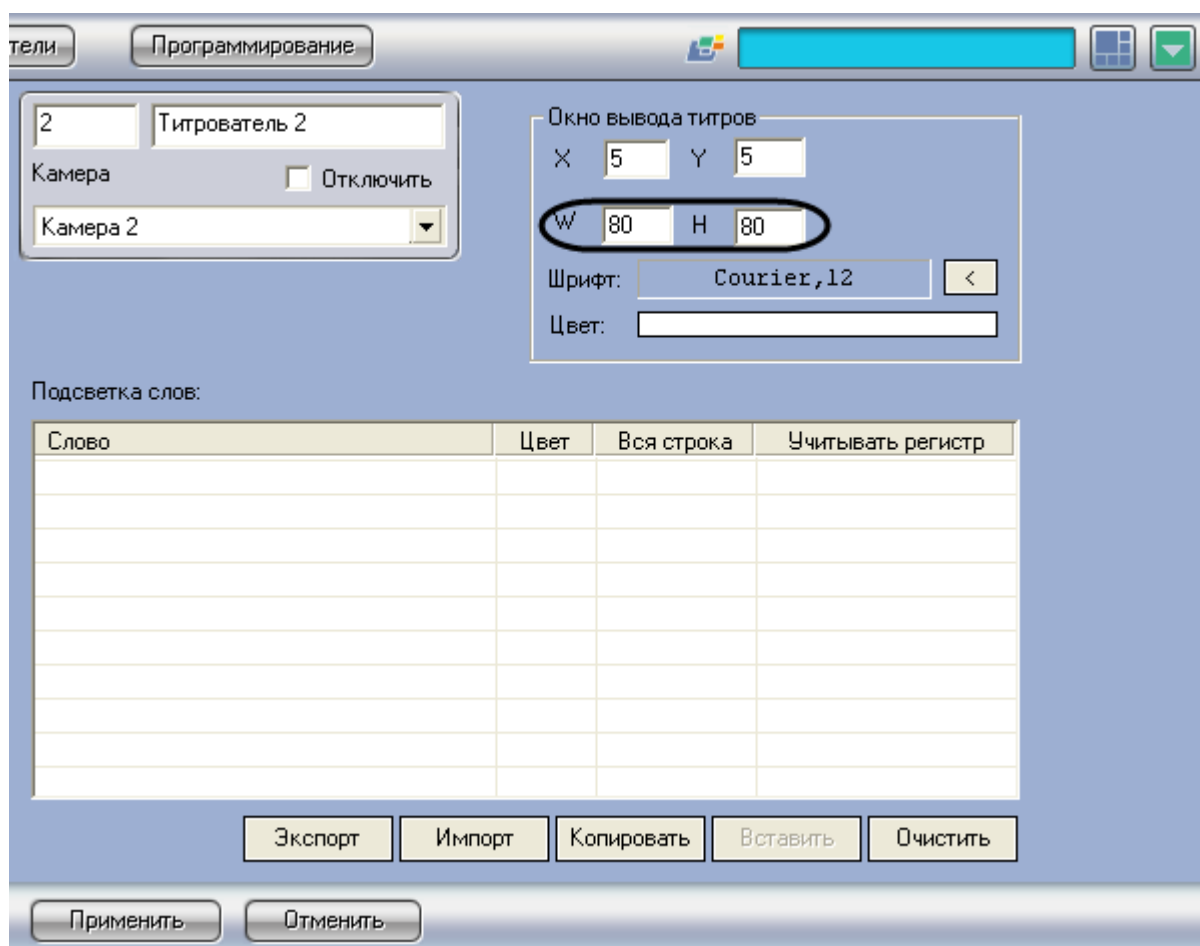 тели Программирование
2 Титрователь 2
Камера Отключить
Камера 2
Окно вывода титров
X 5 Y 5
W 80 H 80
Шрифт: Courier,12 <
Цвет:
Подсветка слов:
Слово Цвет Вся строка Учитывать регистр
Экспорт Импорт Копировать Вставить Очистить
Применить Отменить